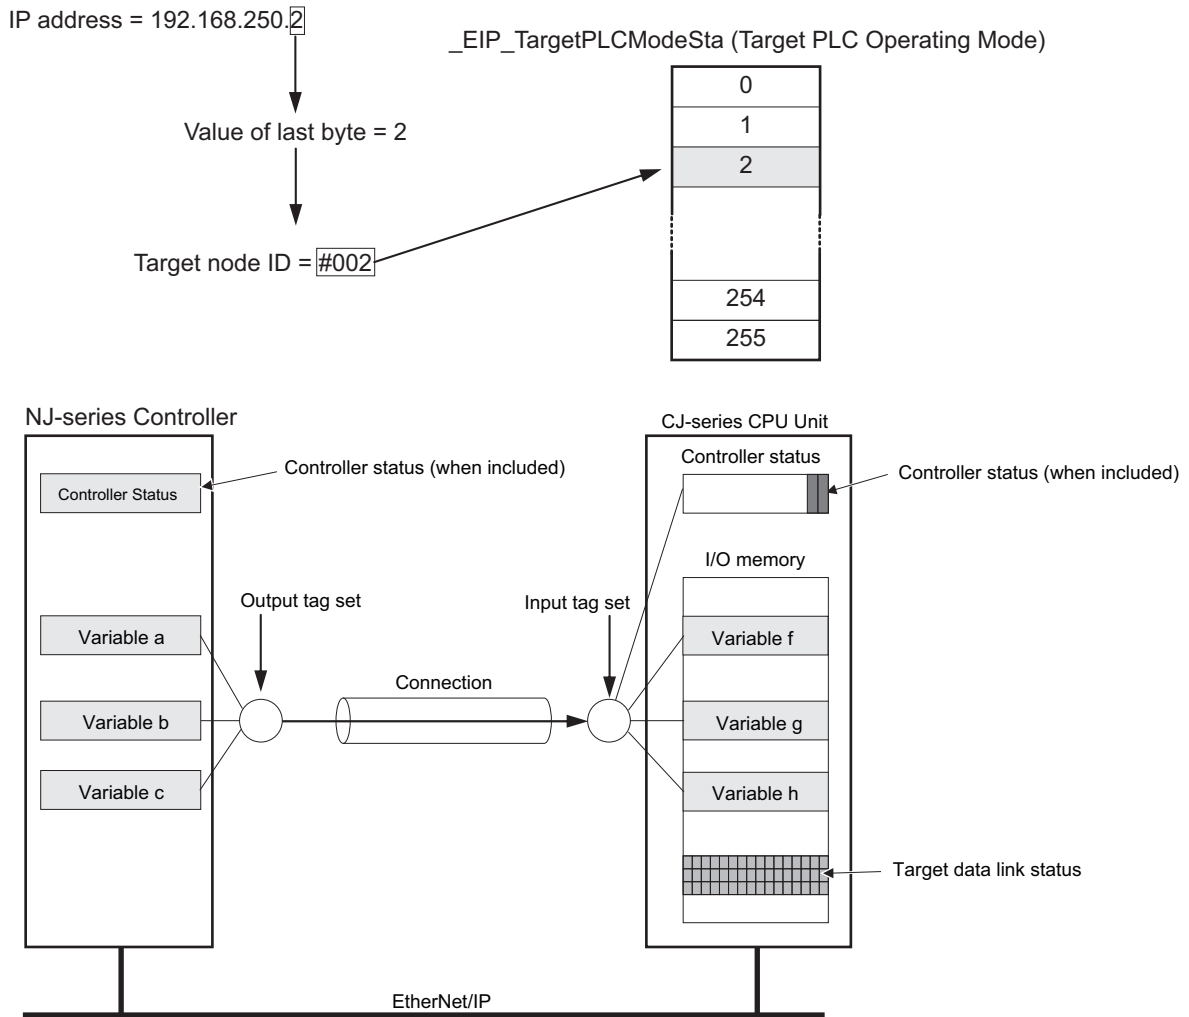 IP address = 192.168.250.2
_EIP_TargetPLCModeSta (Target PLC Operating Mode)
0
1
2
254
255
Value of last byte = 2
Target node ID = #002
NJ-series Controller
Controller Status
Controller status (when included)
Variable a
Variable b
Variable c
Output tag set
Connection
Input tag set
CJ-series CPU Unit
Controller status
Controller status (when included)
I/O memory
Variable f
Variable g
Variable h
Target data link status
EtherNet/IP